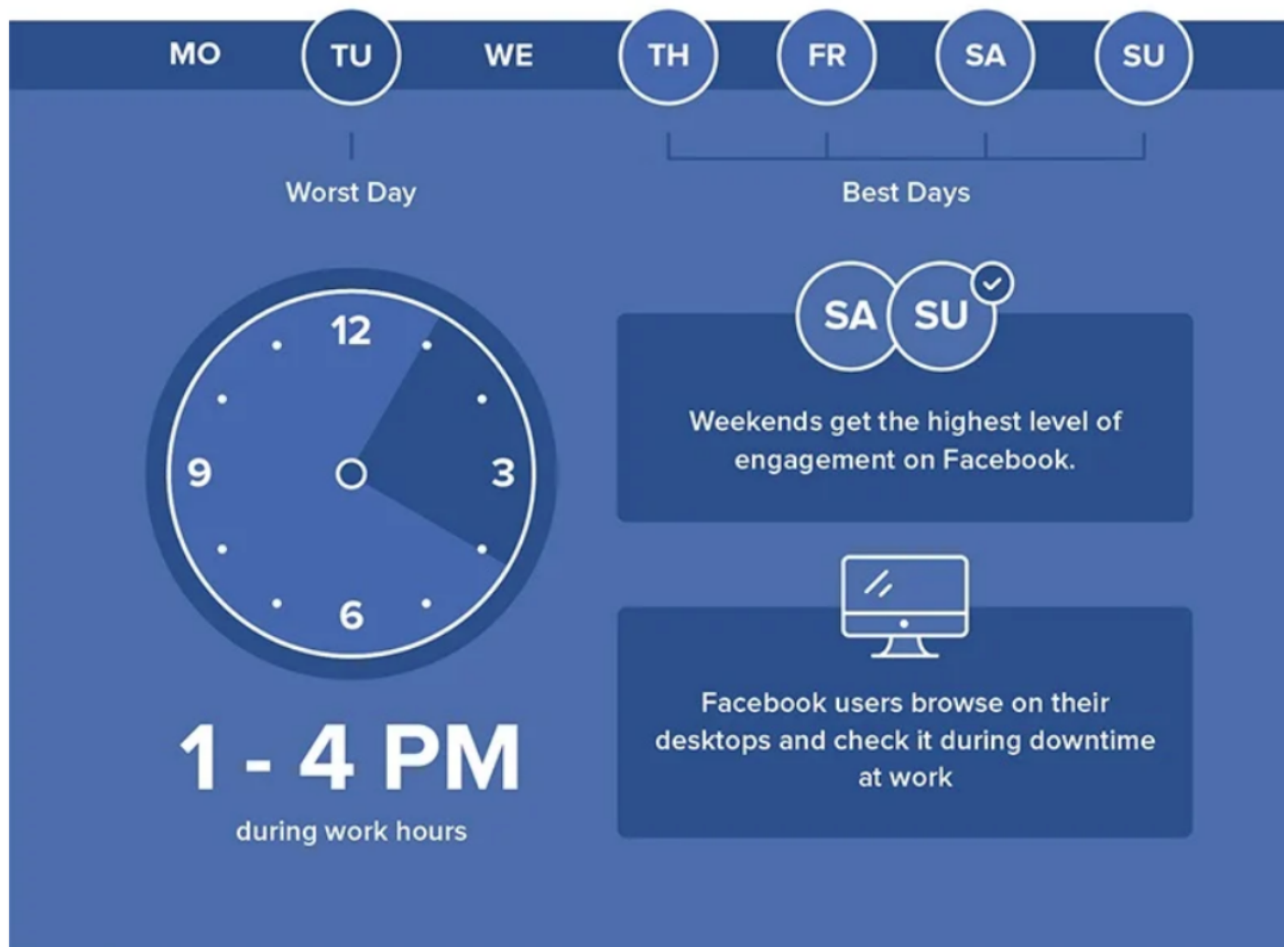 MO TU WE TH FR SA SU
Worst Day
Best Days
12
9
3
6
1 - 4 PM
during work hours
SA SU
Weekends get the highest level of
engagement on Facebook.
Facebook users browse on their
desktops and check it during downtime
at work